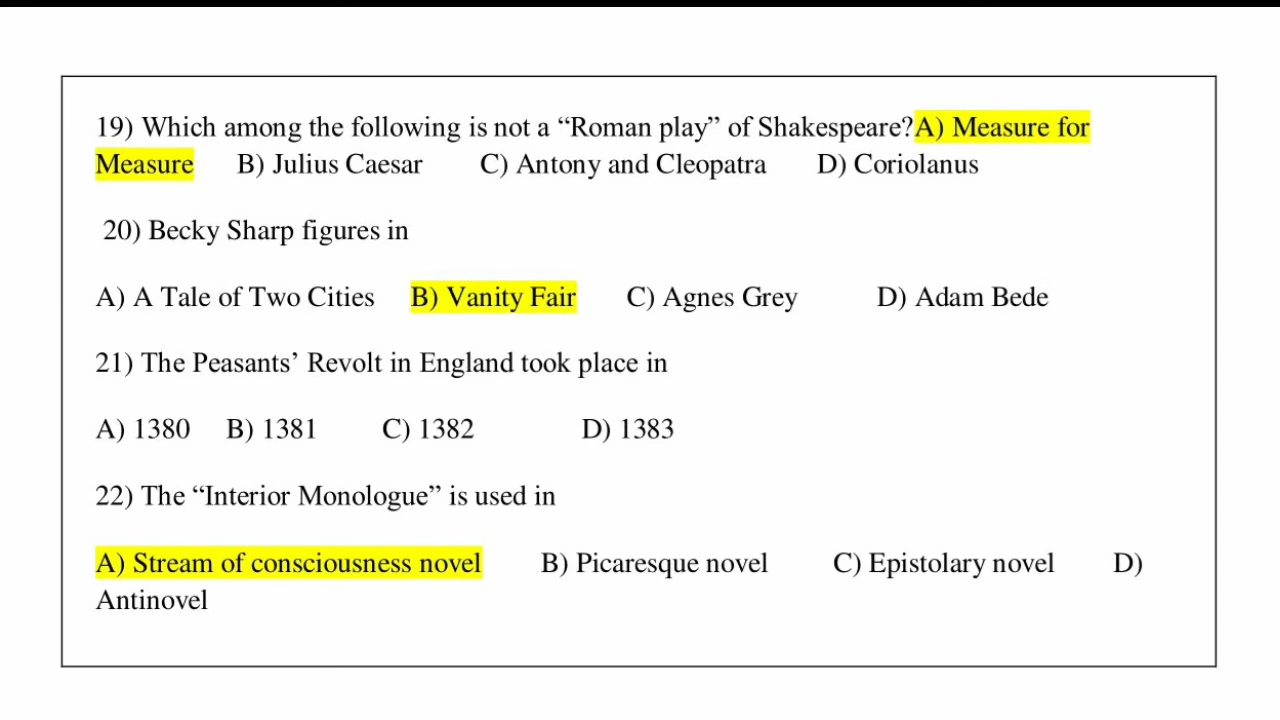 19) Which among the following is not a “Roman play” of Shakespeare?A) Measure for
Measure B) Julius Caesar C) Antony and Cleopatra D) Coriolanus
20) Becky Sharp figures in
A) A Tale of Two Cities B) Vanity Fair C) Agnes Grey D) Adam Bede
21) The Peasants’ Revolt in England took place in
A) 1380 B) 1381 C) 1382 D) 1383
22) The “Interior Monologue” is used in
A) Stream of consciousness novel B) Picaresque novel C) Epistolary novel D)
Antinovel